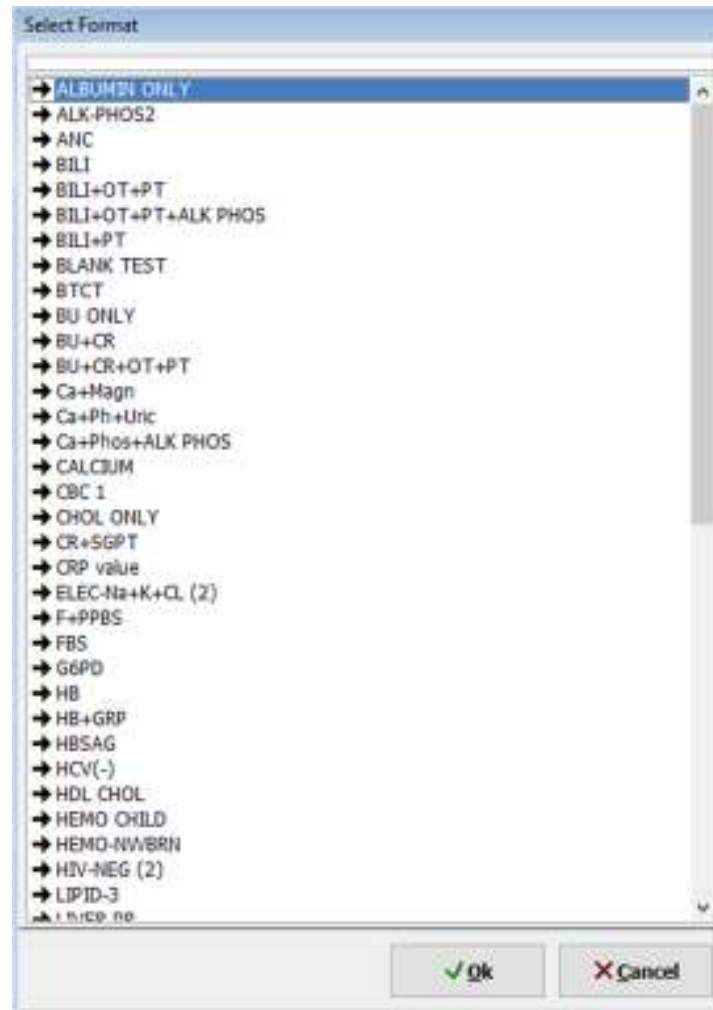 Select Format
ALBUMIN ONLY
ALK-PHOS2
ANC
BILI
BILI+OT+PT
BILI+OT+PT+ALK PHOS
BILI+PT
BLANK TEST
BTCT
BU ONLY
BU+CR
BU+CR+OT+PT
Ca+Magn
Ca+Ph+Uric
Ca+Phos+ALK PHOS
CALCIUM
CBC 1
CHOL ONLY
CR+SGPT
CRP value
ELEC-Na+K+CL (2)
F+PPBS
FBS
G6PD
HB
HB+GRP
HBSAG
HCV(-)
HDL CHOL
HEMO CHILD
HEMO-NWBRN
HIV-NEG (2)
LIPID-3
Ok Cancel